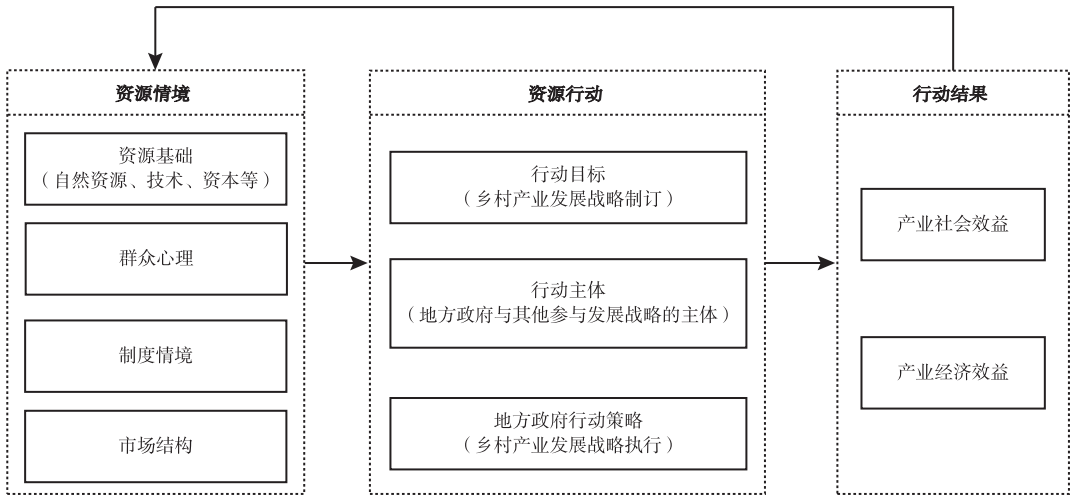 资源情境
资源基础
（自然资源、技术、资本等）
群众心理
制度情境
市场结构
资源行动
行动目标
（乡村产业发展战略制订）
行动主体
（地方政府与其他参与发展战略的主体）
地方政府行动策略
（乡村产业发展战略执行）
行动结果
产业社会效益
产业经济效益